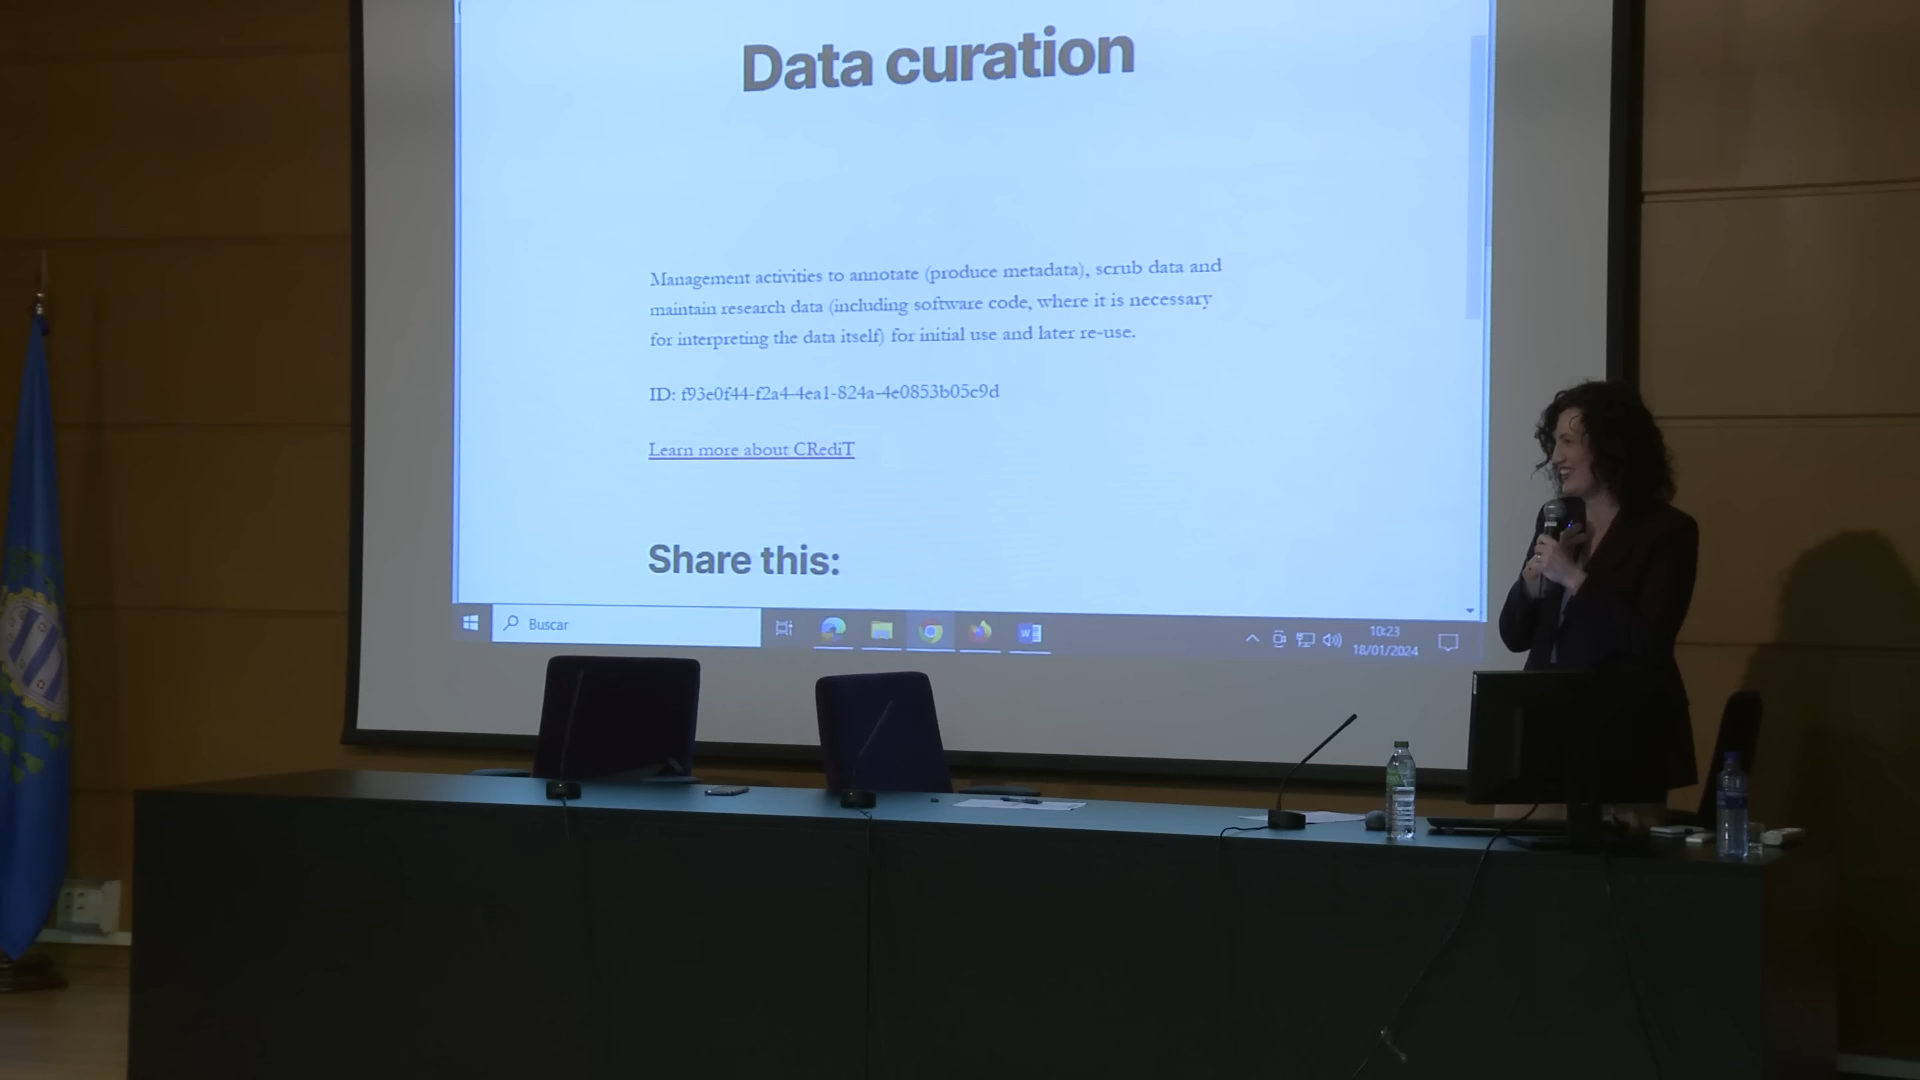 Data curation
Management activities to annotate (produce metadata), scrub data and
maintain research data (including software code, where it is necessary
for interpreting the data itself) for initial use and later re-use.
ID: f93e0f44-f2a4-4ea1-824a-4e0853b05c9d
Learn more about CRediT
Share this:
Buscar
10:23
18/01/2024